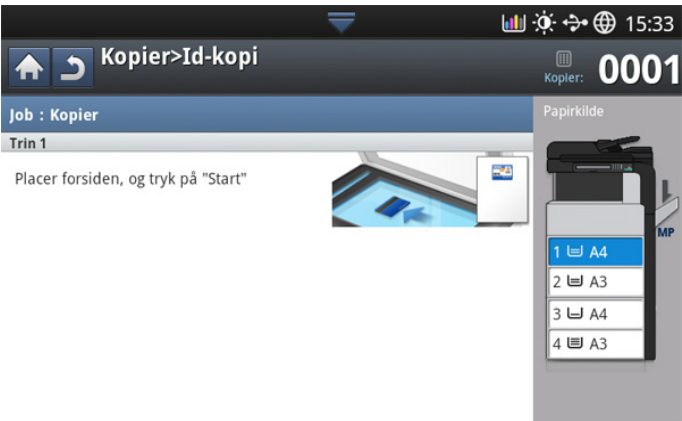 15:33
Kopier>Id-kopi
Kopier: 0001
Job : Kopier
Papirkilde
Trin 1
Placer forsiden, og tryk på "Start"
MP
1 A4
2 A3
3 A4
4 A3